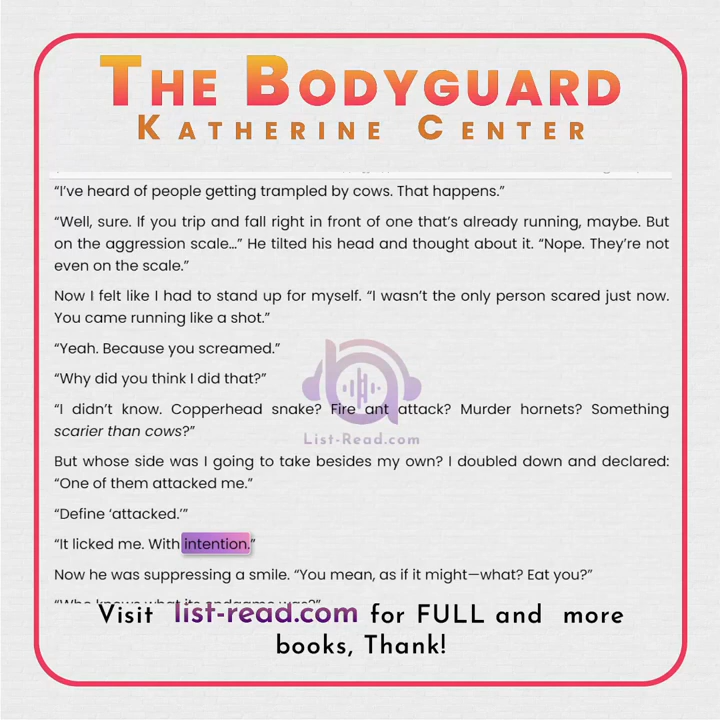 THE BODYGUARD
KATHERINE CENTER
“I’ve heard of people getting trampled by cows. That happens.”
“Well, sure. If you trip and fall right in front of one that’s already running, maybe. But
on the aggression scale…” He tilted his head and thought about it. “Nope. They’re not
even on the scale.”
Now I felt like I had to stand up for myself. “I wasn’t the only person scared just now.
You came running like a shot.”
“Yeah. Because you screamed.”
“Why did you think I did that?”
“I didn’t know. Copperhead snake? Fire ant attack? Murder hornets? Something
scarier than cows?”
List-Read.com
But whose side was I going to take besides my own? I doubled down and declared:
“One of them attacked me.”
“Define ‘attacked.’”
“It licked me. With intention.”
Now he was suppressing a smile. “You mean, as if it might—what? Eat you?”
“Who knows what its endgame was?”
Visit list-read.com for FULL and more
books, Thank!